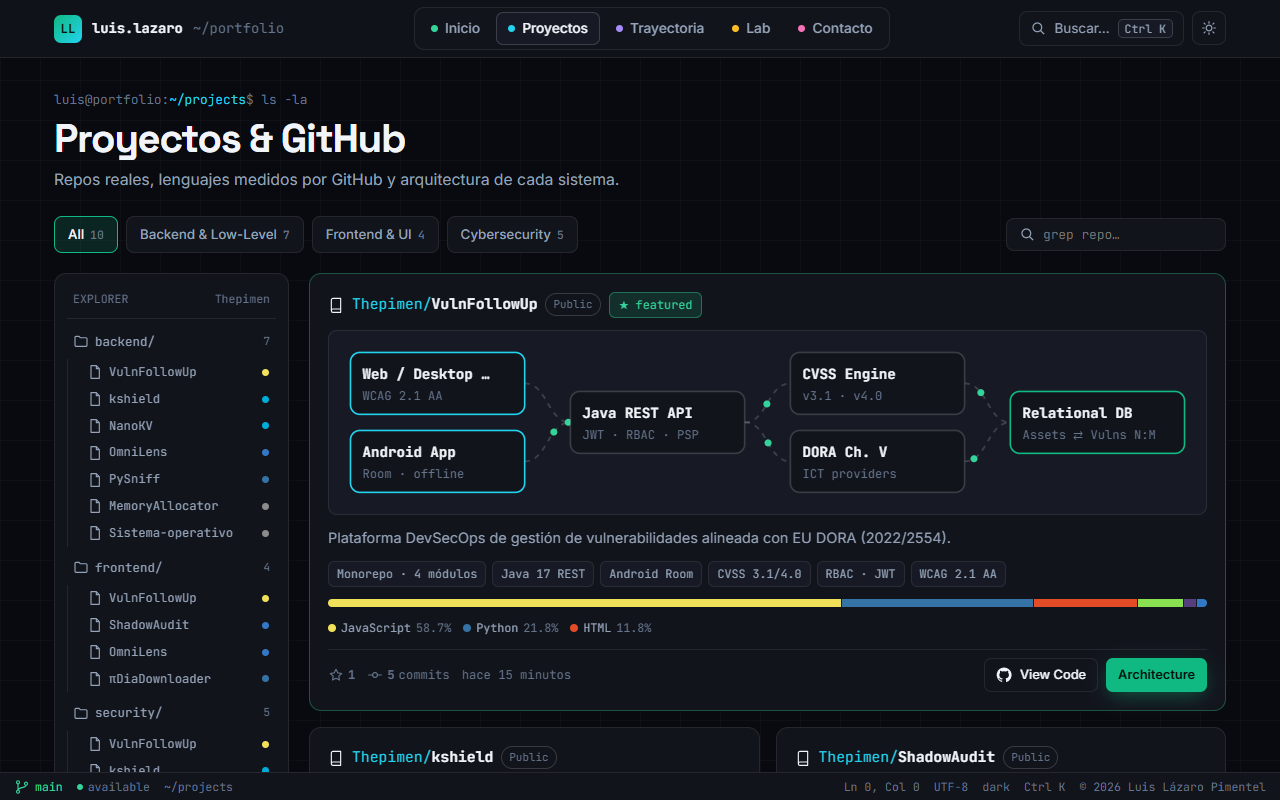 LL luis.lazaro ~/portfolio
Inicio Proyectos Trayectoria Lab Contacto
Buscar... Ctrl K
luis@portfolio:~/projects$ ls -la
Proyectos & GitHub
Repos reales, lenguajes medidos por GitHub y arquitectura de cada sistema.
All 10 Backend & Low-Level 7 Frontend & UI 4 Cybersecurity 5
grep repo…
EXPLORER Thepimen
backend/ 7
VulnFollowUp
kshield
NanoKV
OmniLens
PySniff
MemoryAllocator
Sistema-operativo
frontend/ 4
VulnFollowUp
ShadowAudit
OmniLens
πDiaDownloader
security/ 5
VulnFollowUp
kshield
Thepimen/VulnFollowUp Public ★ featured
Web / Desktop …
WCAG 2.1 AA
Android App
Room · offline
Java REST API
JWT · RBAC · PSP
CVSS Engine
v3.1 · v4.0
DORA Ch. V
ICT providers
Relational DB
Assets ⇄ Vulns N:M
Plataforma DevSecOps de gestión de vulnerabilidades alineada con EU DORA (2022/2554).
Monorepo · 4 módulos Java 17 REST Android Room CVSS 3.1/4.0 RBAC · JWT WCAG 2.1 AA
JavaScript 58.7% Python 21.8% HTML 11.8%
1 5 commits hace 15 minutos
View Code Architecture
Thepimen/kshield Public
Thepimen/ShadowAudit Public
main available ~/projects
Ln 0, Col 0 UTF-8 dark Ctrl K © 2026 Luis Lázaro Pimentel